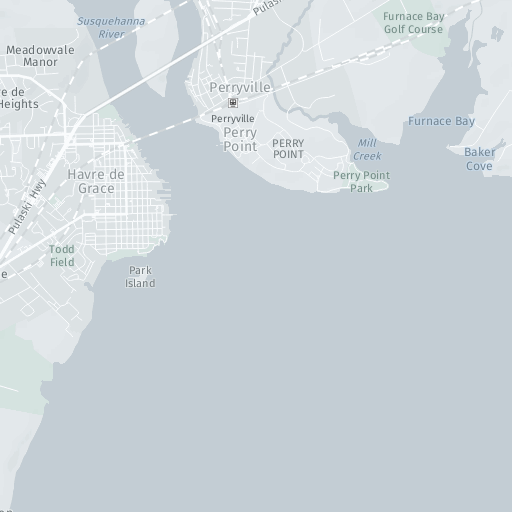 Susquehanna
River
Pulaski
Furnace Bay
Golf Course
Meadowvale
Manor
re de
Heights
Perryville
Perryville
Perry
Point
PERRY
POINT
Mill
Creek
Furnace Bay
Baker
Cove
Perry Point
Park
Havre de
Grace
Pulaski Hwy
Todd
Field
Park
Island
e